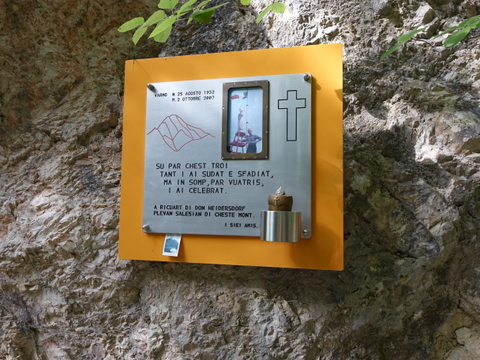 VARMO N. 25 AGOSTO 1932
M. 2 OTTOBRE 2007
SU PAR CHEST TROI
TANT I AI SUDAT E SFADIAT,
MA IN SOMP, PAR VUATRIS,
I AI CELEBRAT.
A RICUART DI DON HEIDERSDORF
PLEVAN SALESIAN DI CHESTE MONT.
I SIEI AMIS.